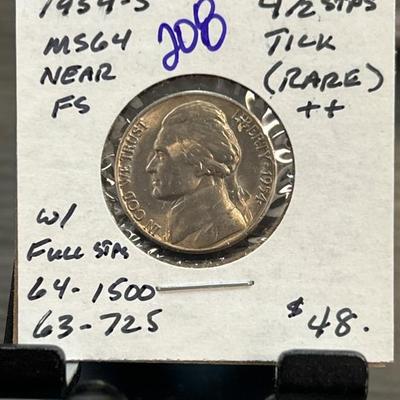 1954-S
MS64
NEAR
FS
208
4/2 STPS
TICK
(RARE)
++
IN GOD WE TRUST
LIBERTY 1954
W/
FULL STPS
64-1500
63-725
$48.